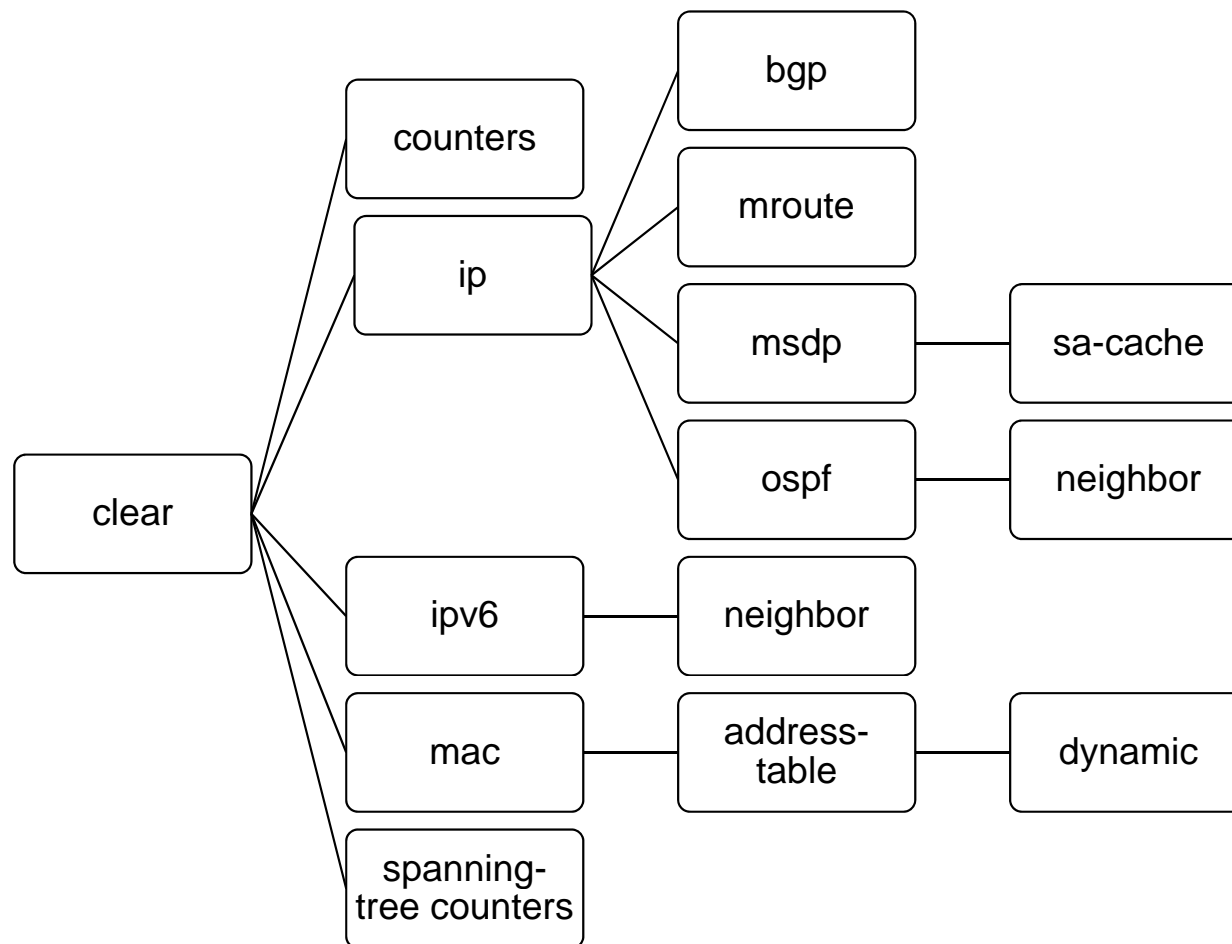 bgp
counters
mroute
ip
msdp
sa-cache
clear
ospf
neighbor
ipv6
neighbor
mac
address-
table
dynamic
spanning-
tree counters